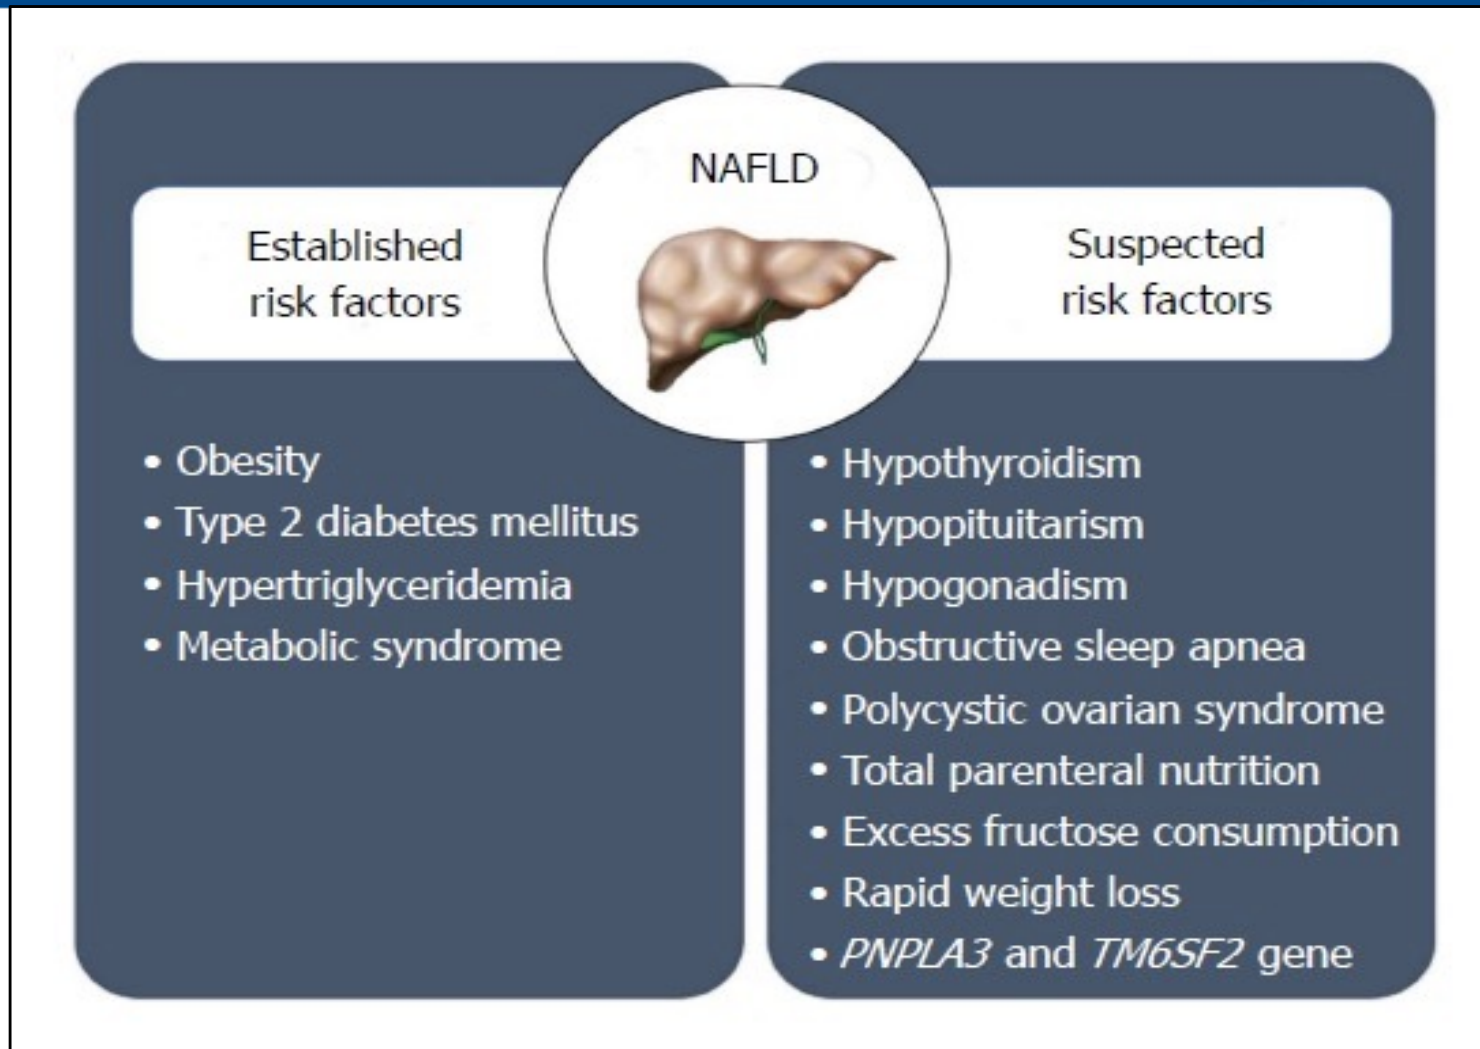 NAFLD
Established
risk factors
• Obesity
• Type 2 diabetes mellitus
• Hypertriglyceridemia
• Metabolic syndrome
Suspected
risk factors
• Hypothyroidism
• Hypopituitarism
• Hypogonadism
• Obstructive sleep apnea
• Polycystic ovarian syndrome
• Total parenteral nutrition
• Excess fructose consumption
• Rapid weight loss
• PNPLA3 and TM6SF2 gene